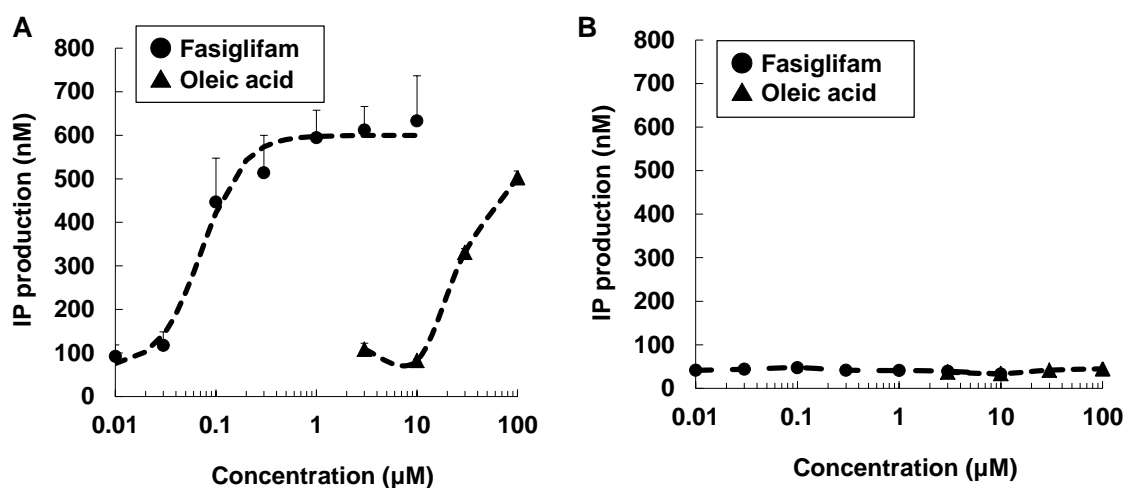 A
Fasiglifam
Oleic acid
IP production (nM)
800
700
600
500
400
300
200
100
0
0.01
0.1
1
10
100
Concentration (µM)
B
Fasiglifam
Oleic acid
IP production (nM)
800
700
600
500
400
300
200
100
0
0.01
0.1
1
10
100
Concentration (µM)